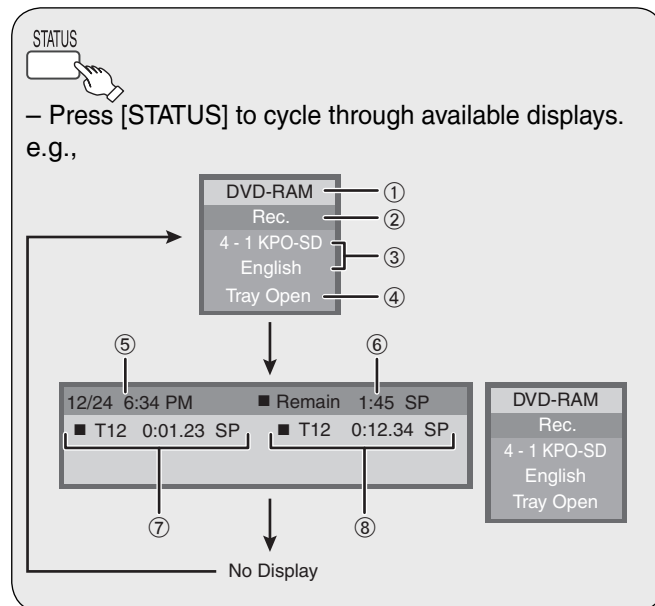 STATUS
– Press [STATUS] to cycle through available displays.
e.g.,
DVD-RAM ①
Rec. ②
4 - 1 KPO-SD
English ③
Tray Open ④
⑤ ⑥
12/24 6:34 PM ■ Remain 1:45 SP
■ T12 0:01.23 SP ■ T12 0:12.34 SP
⑦ ⑧
DVD-RAM
Rec.
4 - 1 KPO-SD
English
Tray Open
No Display